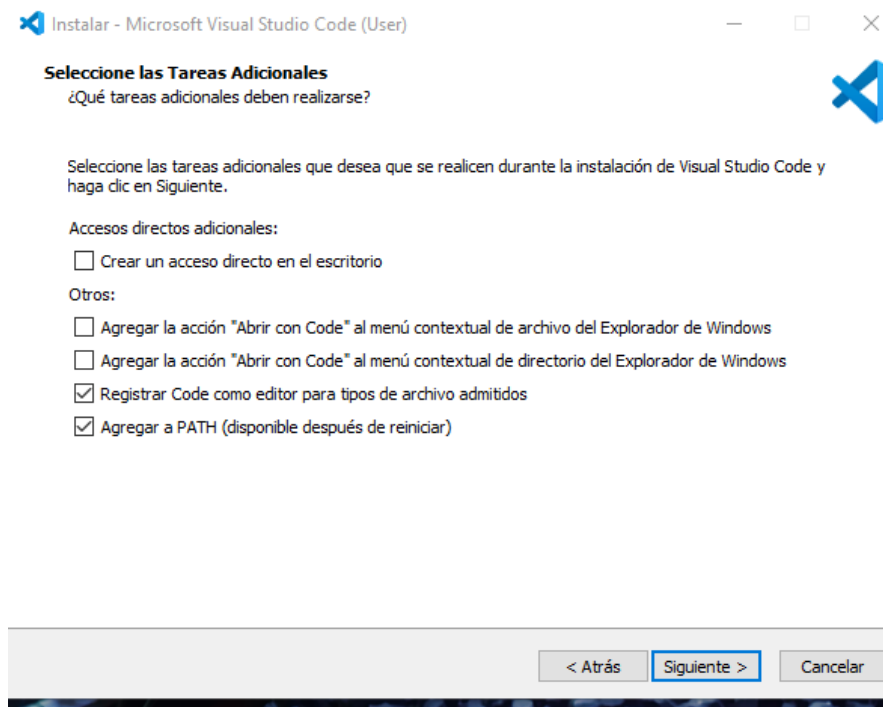 Instalar - Microsoft Visual Studio Code (User)
Seleccione las Tareas Adicionales
¿Qué tareas adicionales deben realizarse?
Seleccione las tareas adicionales que desea que se realicen durante la instalación de Visual Studio Code y
haga clic en Siguiente.
Accesos directos adicionales:
Crear un acceso directo en el escritorio
Otros:
Agregar la acción "Abrir con Code" al menú contextual de archivo del Explorador de Windows
Agregar la acción "Abrir con Code" al menú contextual de directorio del Explorador de Windows
Registrar Code como editor para tipos de archivo admitidos
Agregar a PATH (disponible después de reiniciar)
< Atrás Siguiente > Cancelar